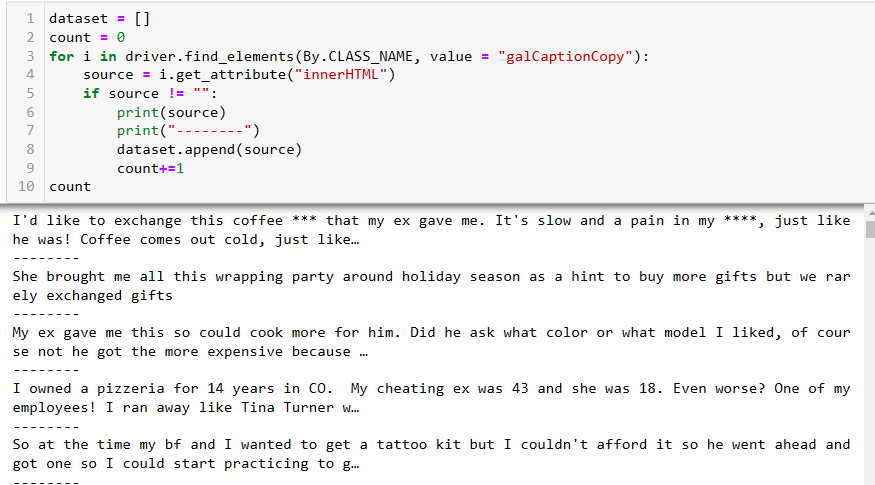 1 dataset = []
2 count = 0
3 for i in driver.find_elements(By.CLASS_NAME, value = "galCaptionCopy"):
4     source = i.get_attribute("innerHTML")
5     if source != "":
6         print(source)
7         print("--------")
8         dataset.append(source)
9         count+=1
10 count
I'd like to exchange this coffee *** that my ex gave me. It's slow and a pain in my ****, just like
he was! Coffee comes out cold, just like…
--------
She brought me all this wrapping party around holiday season as a hint to buy more gifts but we rar
ely exchanged gifts
--------
My ex gave me this so could cook more for him. Did he ask what color or what model I liked, of cour
se not he got the more expensive because …
--------
I owned a pizzeria for 14 years in CO.  My cheating ex was 43 and she was 18. Even worse? One of my
employees! I ran away like Tina Turner w…
--------
So at the time my bf and I wanted to get a tattoo kit but I couldn't afford it so he went ahead and
got one so I could start practicing to g…
--------